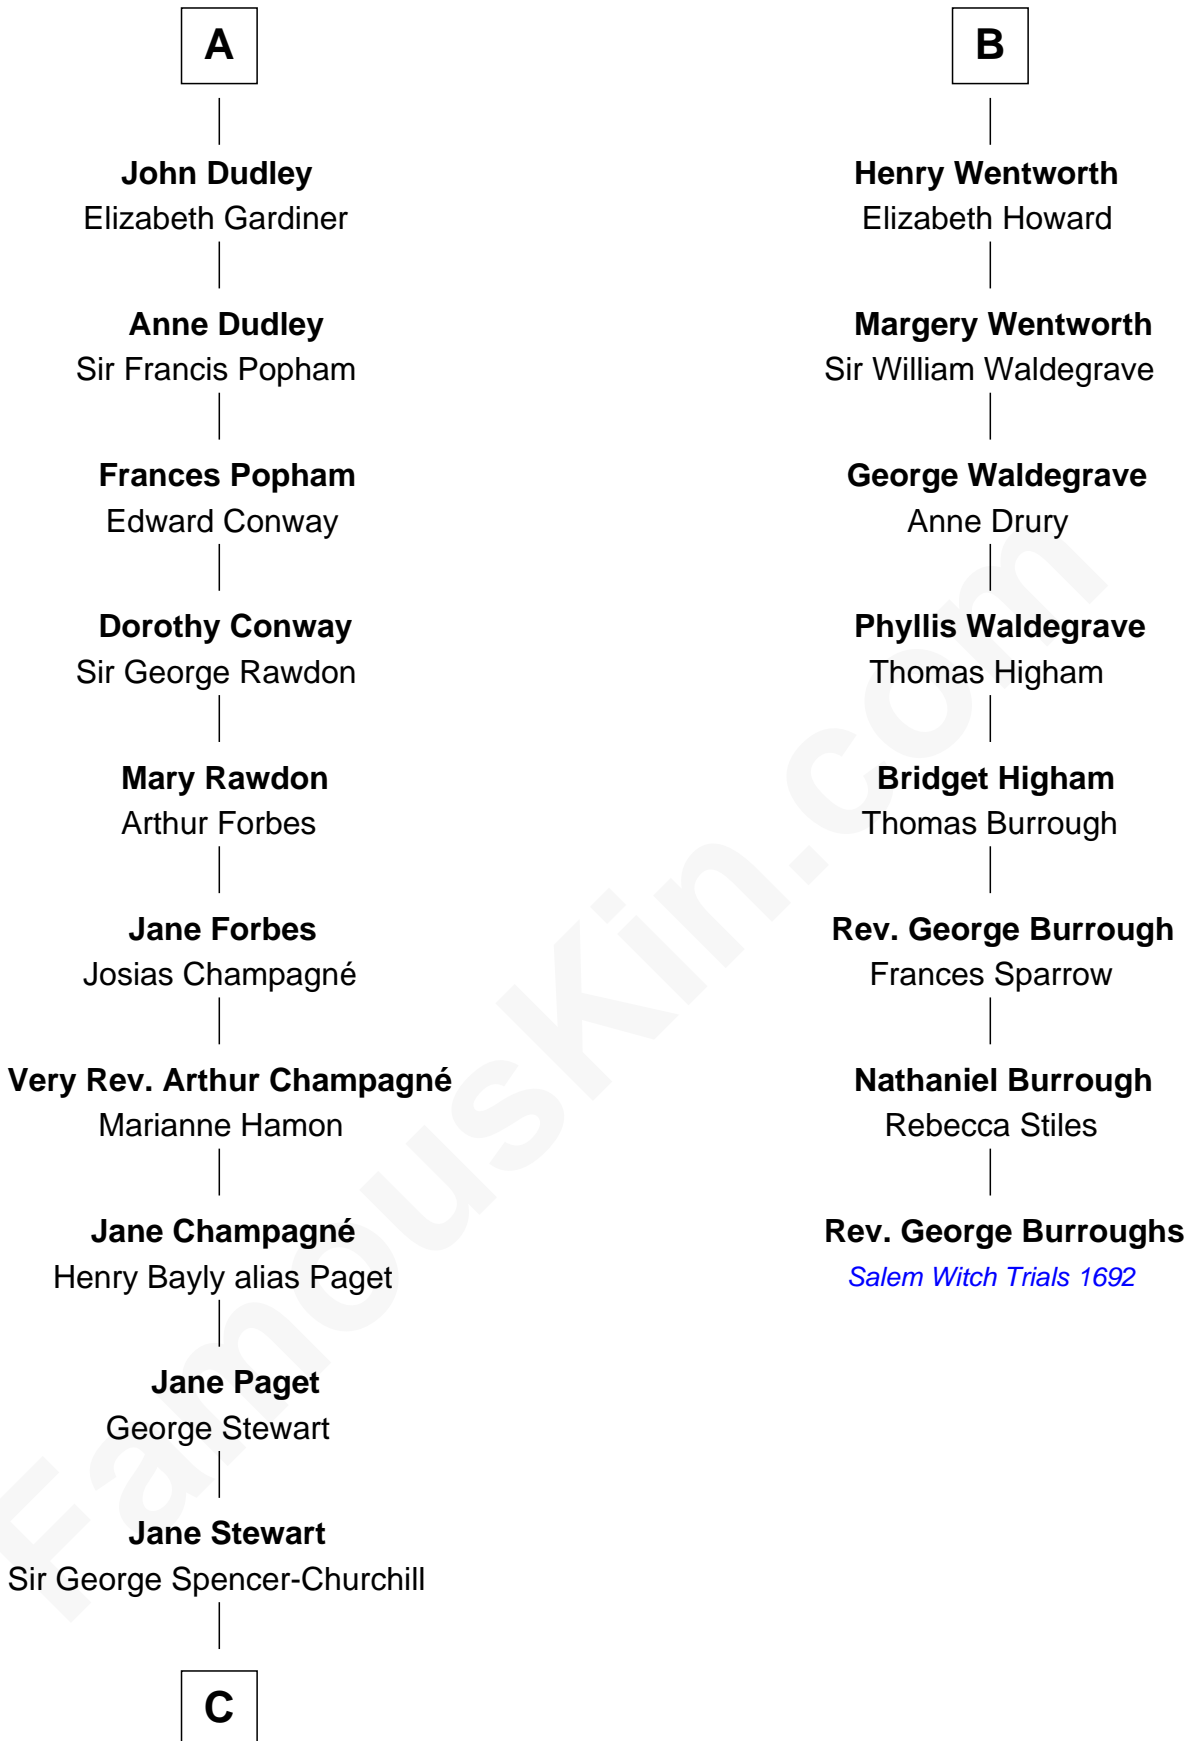 A
John Dudley
Elizabeth Gardiner
Anne Dudley
Sir Francis Popham
Frances Popham
Edward Conway
Dorothy Conway
Sir George Rawdon
Mary Rawdon
Arthur Forbes
Jane Forbes
Josias Champagné
Very Rev. Arthur Champagné
Marianne Hamon
Jane Champagné
Henry Bayly alias Paget
Jane Paget
George Stewart
Jane Stewart
Sir George Spencer-Churchill
C
B
Henry Wentworth
Elizabeth Howard
Margery Wentworth
Sir William Waldegrave
George Waldegrave
Anne Drury
Phyllis Waldegrave
Thomas Higham
Bridget Higham
Thomas Burrough
Rev. George Burrough
Frances Sparrow
Nathaniel Burrough
Rebecca Stiles
Rev. George Burroughs
Salem Witch Trials 1692
FamousKin.com